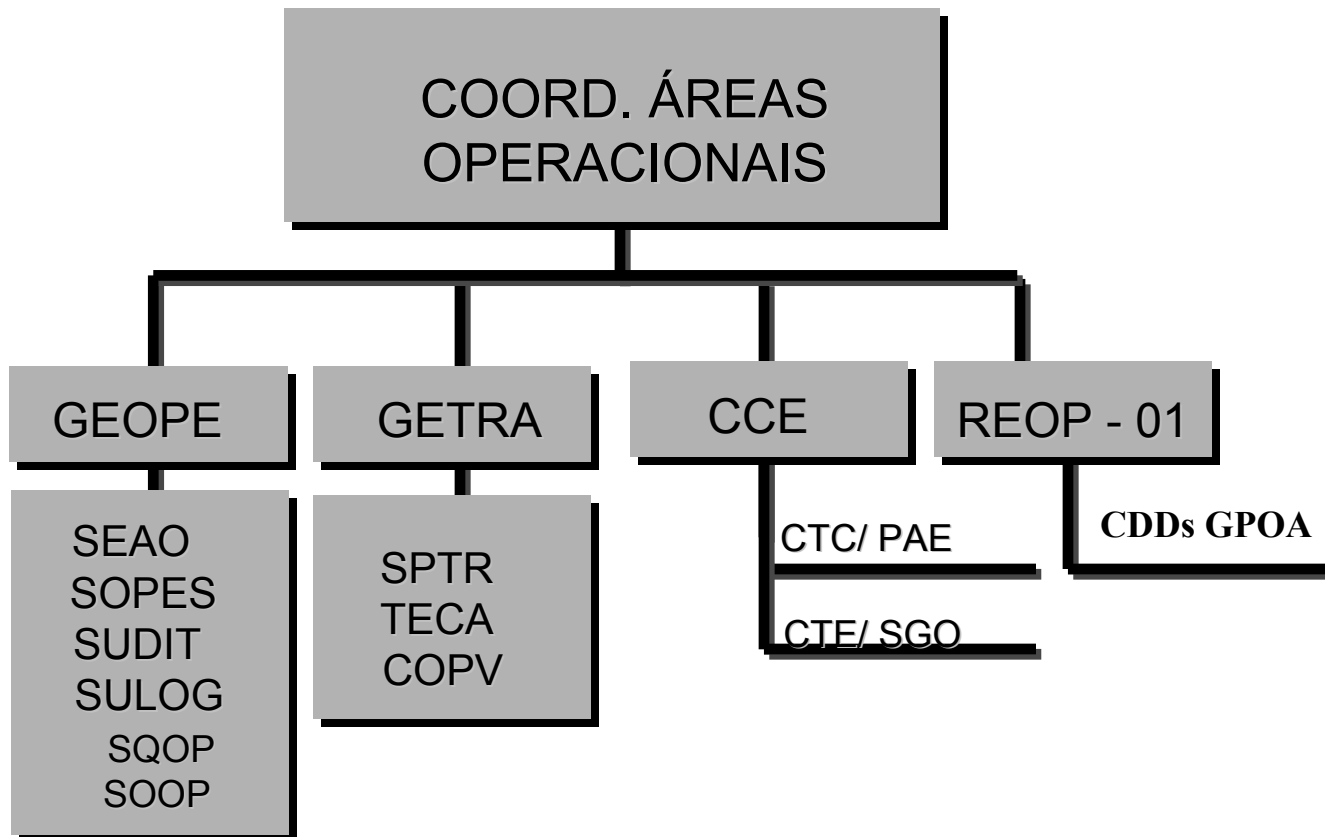 COORD. ÁREAS
OPERACIONAIS
GEOPE
GETRA
CCE
REOP - 01
SEAO
SOPES
SUDIT
SULOG
SQOP
SOOP
SPTR
TECA
COPV
CTC/ PAE
CTE/ SGO
CDDs GPOA